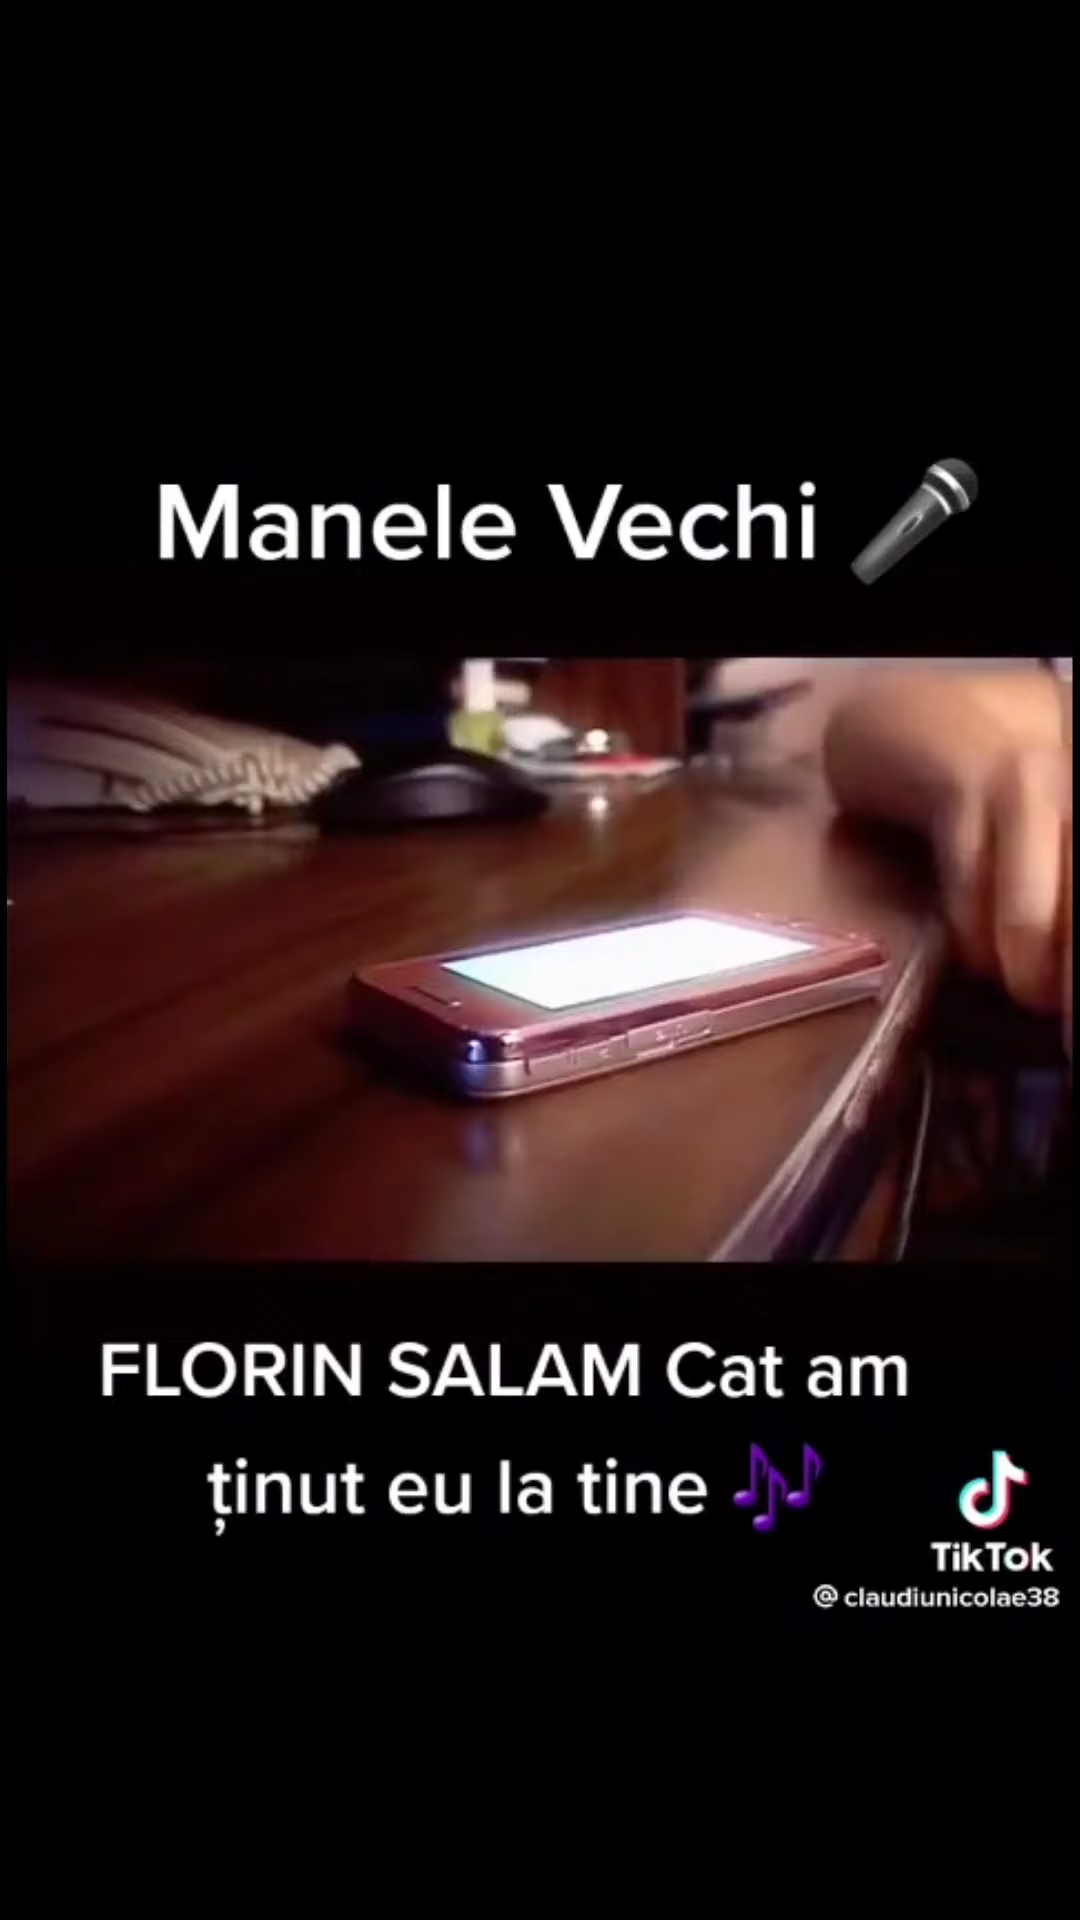 Manele Vechi 🎤
FLORIN SALAM Cat am
ținut eu la tine 🎶
TikTok
@claudiunicolae38